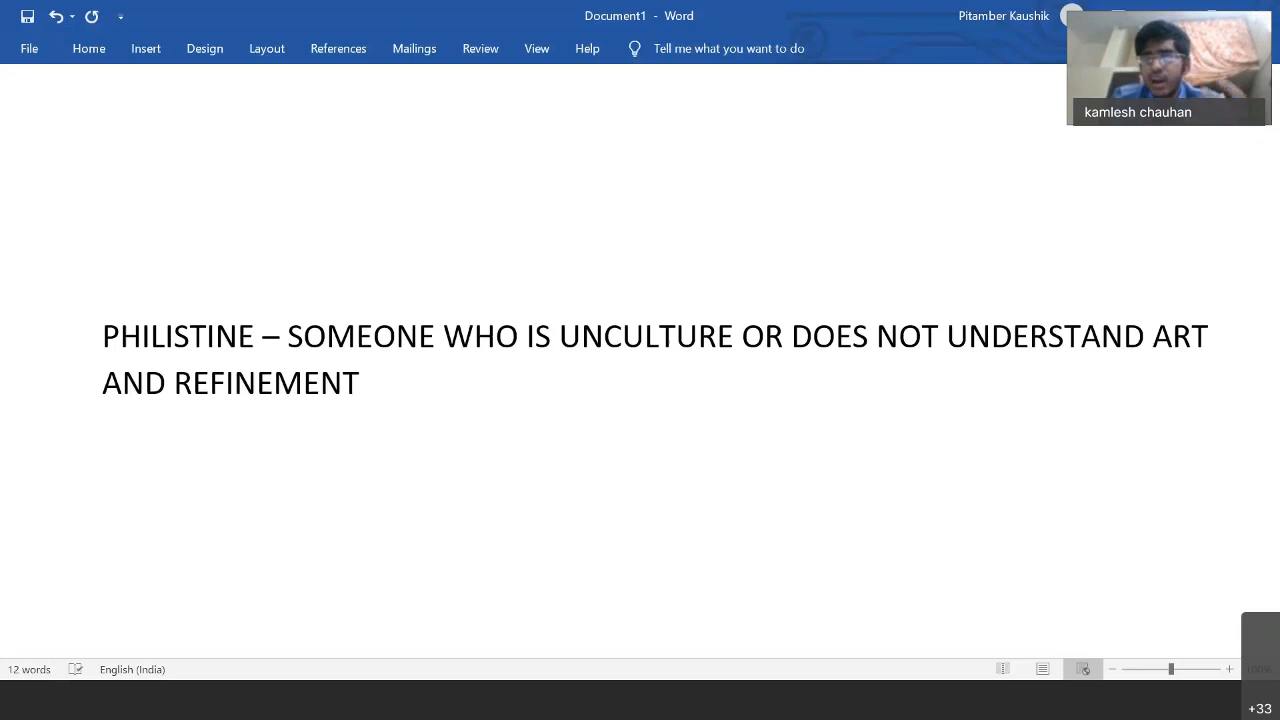 Document1 - Word
Pitamber Kaushik
File Home Insert Design Layout References Mailings Review View Help Tell me what you want to do
kamlesh chauhan
PHILISTINE – SOMEONE WHO IS UNCULTURE OR DOES NOT UNDERSTAND ART
AND REFINEMENT
12 words English (India)
+33